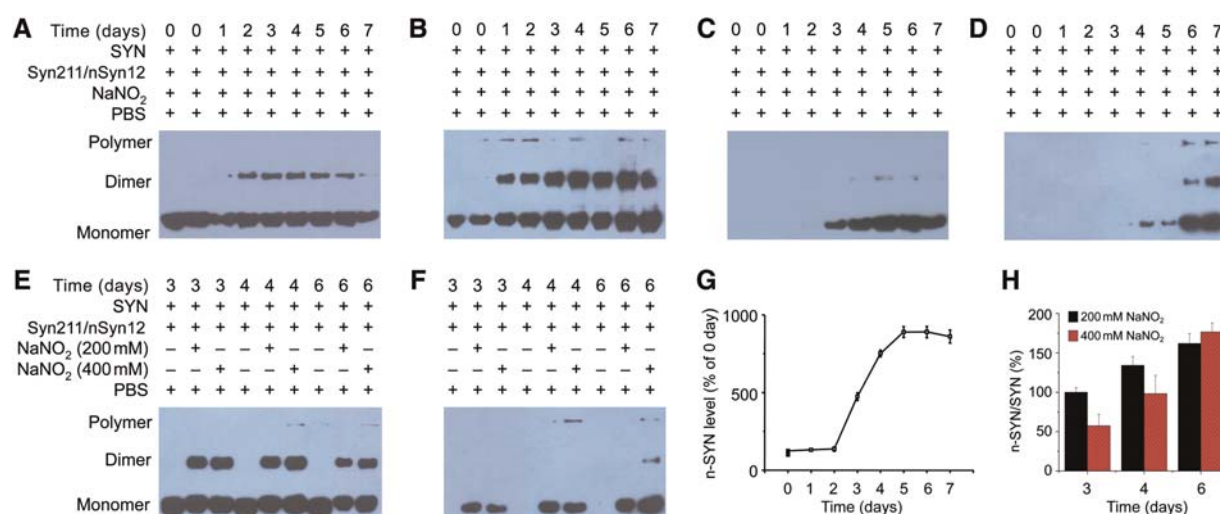 A Time (days) 0 0 1 2 3 4 5 6 7
SYN + + + + + + + + +
Syn211/nSyn12 + + + + + + + + +
NaNO2 + + + + + + + + +
PBS + + + + + + + + +
Polymer
Dimer
Monomer
B 0 0 1 2 3 4 5 6 7
+ + + + + + + + +
+ + + + + + + + +
+ + + + + + + + +
+ + + + + + + + +
C 0 0 1 2 3 4 5 6 7
+ + + + + + + + +
+ + + + + + + + +
+ + + + + + + + +
+ + + + + + + + +
D 0 0 1 2 3 4 5 6 7
+ + + + + + + + +
+ + + + + + + + +
+ + + + + + + + +
+ + + + + + + + +
E Time (days) 3 3 3 4 4 4 6 6 6
SYN + + + + + + + + +
Syn211/nSyn12 + + + + + + + + +
NaNO2 (200 mM) – + – – + – – + –
NaNO2 (400 mM) – – + – – + – – +
PBS + + + + + + + + +
Polymer
Dimer
Monomer
F 3 3 3 4 4 4 6 6 6
+ + + + + + + + +
+ + + + + + + + +
– + – – + – – + –
– – + – – + – – +
+ + + + + + + + +
G
n-SYN level (% of 0 day)
1000
500
0
0 1 2 3 4 5 6 7
Time (days)
H
n-SYN/SYN (%)
200
150
100
50
0
200 mM NaNO2
400 mM NaNO2
3 4 6
Time (days)